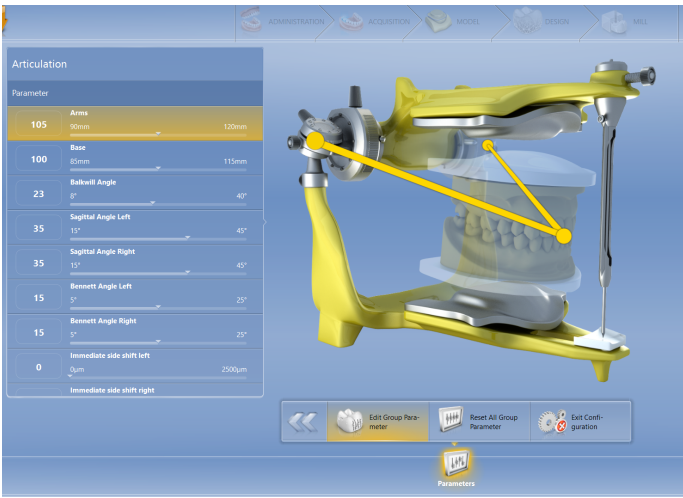 ADMINISTRATION
ACQUISITION
MODEL
DESIGN
MILL
Articulation
Parameter
105
Arms
90mm 120mm
100
Base
85mm 115mm
23
Balkwill Angle
8° 40°
35
Sagittal Angle Left
15° 45°
35
Sagittal Angle Right
15° 45°
15
Bennett Angle Left
5° 25°
15
Bennett Angle Right
5° 25°
0
Immediate side shift left
0μm 2500μm
Immediate side shift right
Edit Group Para-
meter
Reset All Group
Parameter
Exit Confi-
guration
Parameters